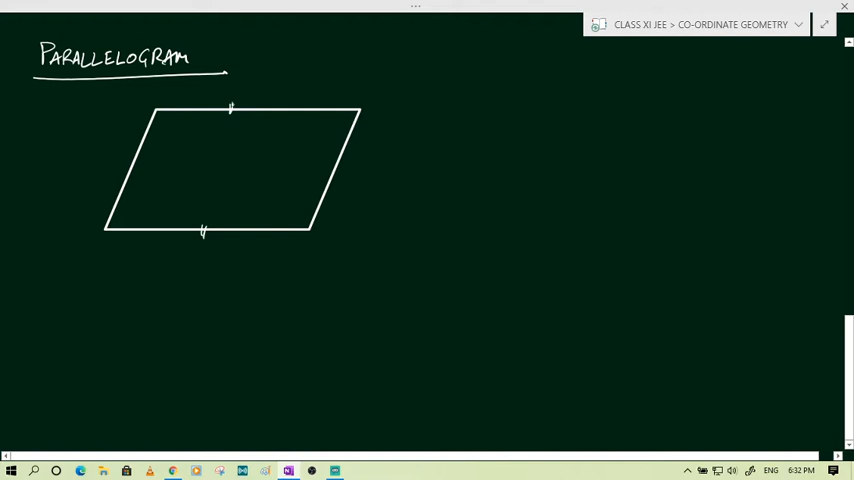 CLASS XI JEE > CO-ORDINATE GEOMETRY
PARALLELOGRAM
ENG
6:32 PM